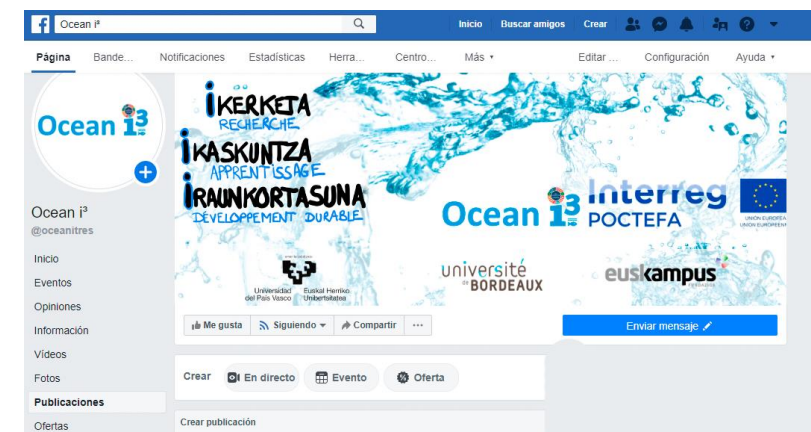 Ocean i³
Inicio Buscar amigos Crear
Página Bande... Notificaciones Estadísticas Herra... Centro... Más Editar ... Configuración Ayuda
Ocean i3
Ocean i³
@oceanitres
Inicio
Eventos
Opiniones
Información
Vídeos
Fotos
Publicaciones
Ofertas
iKERKETA
RECHERCHE
iKASKUNTZA
APPRENTISSAGE
iRAUNKORTASUNA
DÉVELOPPEMENT DURABLE
Ocean i3
Interreg
POCTEFA
UNIÓN EUROPEA
UNION EUROPÉENNE
Universidad del País Vasco
Euskal Herriko Unibertsitatea
université
de BORDEAUX
euskampus
Me gusta Siguiendo Compartir ...
Enviar mensaje
Crear En directo Evento Oferta
Crear publicación